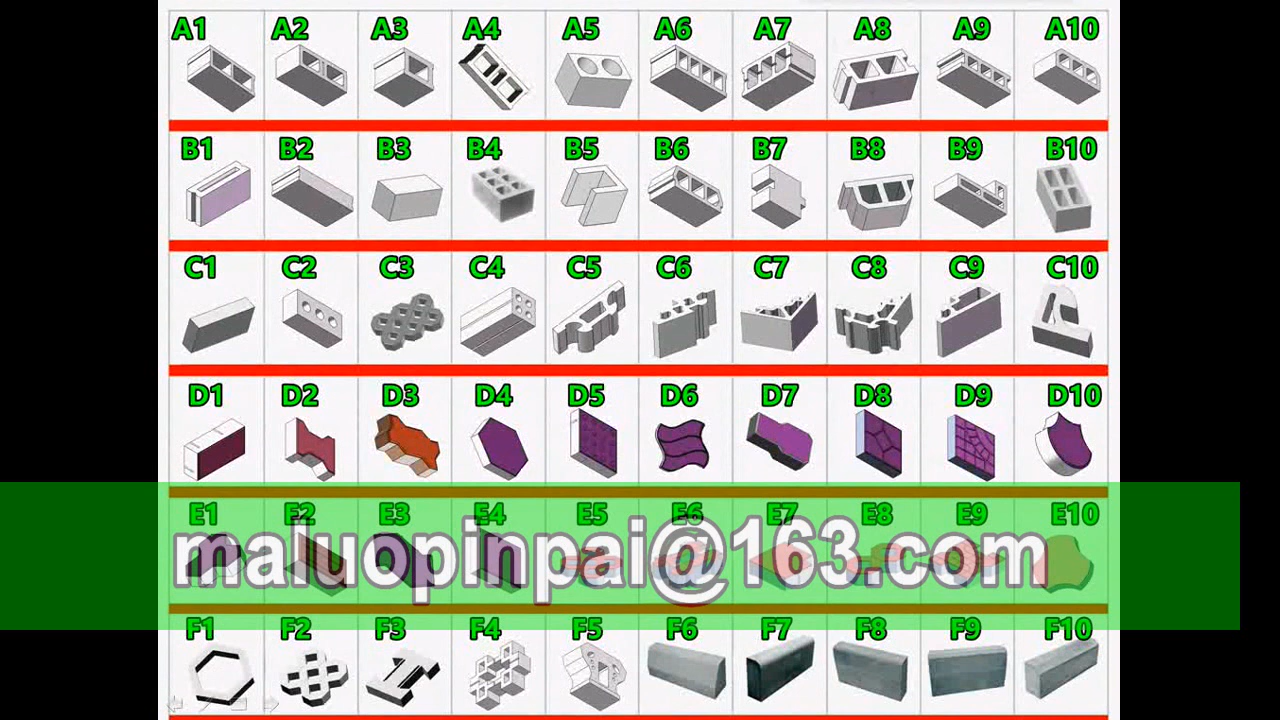 A1 A2 A3 A4 A5 A6 A7 A8 A9 A10
B1 B2 B3 B4 B5 B6 B7 B8 B9 B10
C1 C2 C3 C4 C5 C6 C7 C8 C9 C10
D1 D2 D3 D4 D5 D6 D7 D8 D9 D10
E1 E2 E3 E4 E5 E6 E7 E8 E9 E10
maluopinpai@163.com
F1 F2 F3 F4 F5 F6 F7 F8 F9 F10